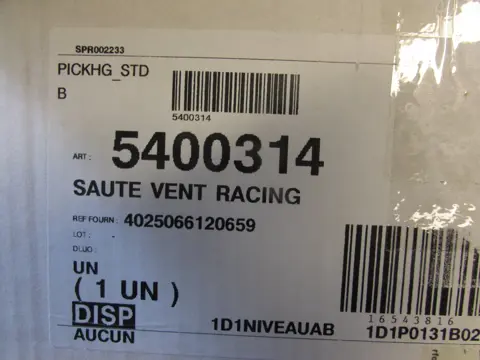 SPR002233
PICKHG_STD
B
5400314
ART: 5400314
SAUTE VENT RACING
REF FOURN: 4025066120659
LOT:
DLUO:
UN
( 1 UN )
DISP
AUCUN
1D1NIVEAUAB
16543816
1D1P0131B02